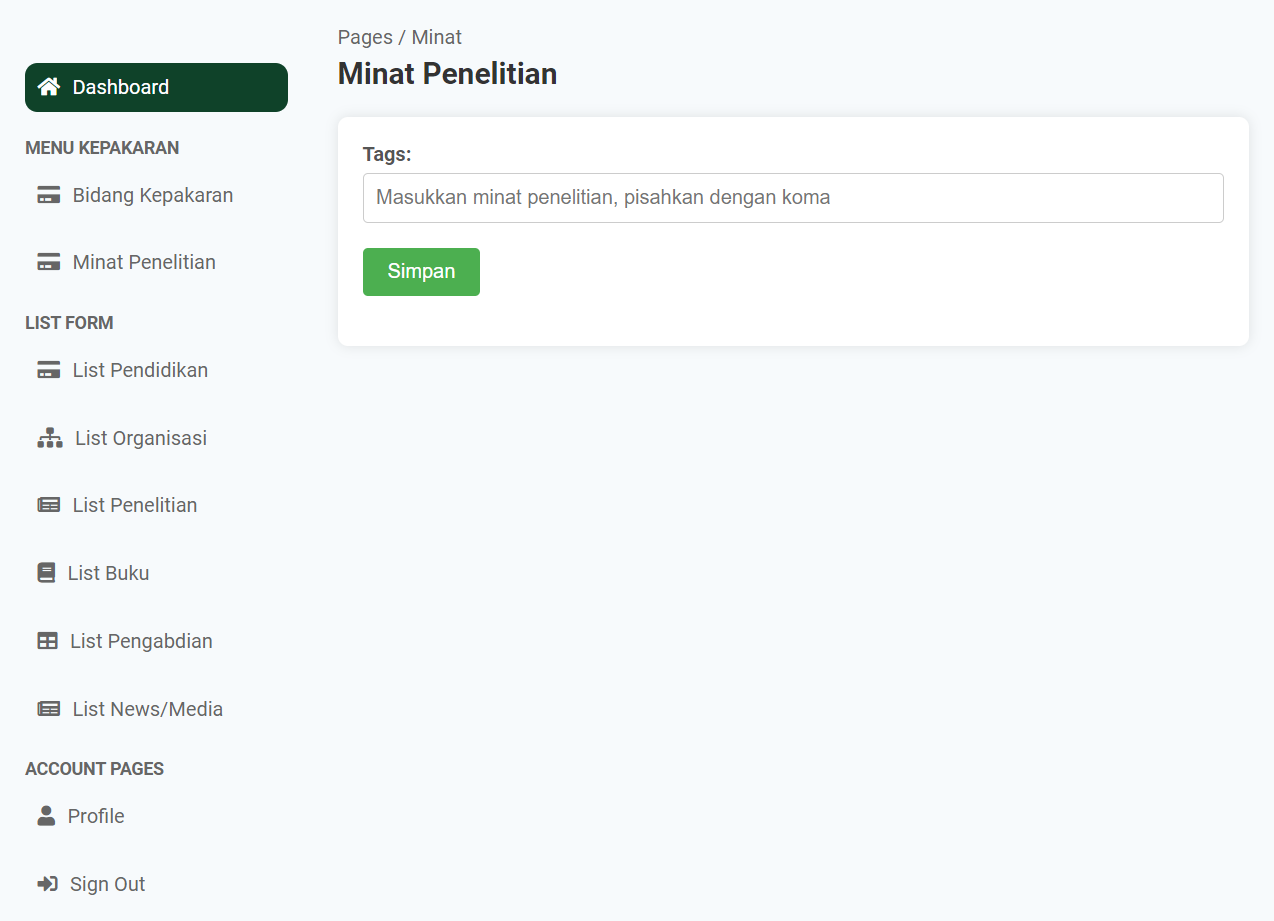 Dashboard
MENU KEPAKARAN
Bidang Kepakaran
Minat Penelitian
LIST FORM
List Pendidikan
List Organisasi
List Penelitian
List Buku
List Pengabdian
List News/Media
ACCOUNT PAGES
Profile
Sign Out
Pages / Minat
Minat Penelitian
Tags:
Masukkan minat penelitian, pisahkan dengan koma
Simpan